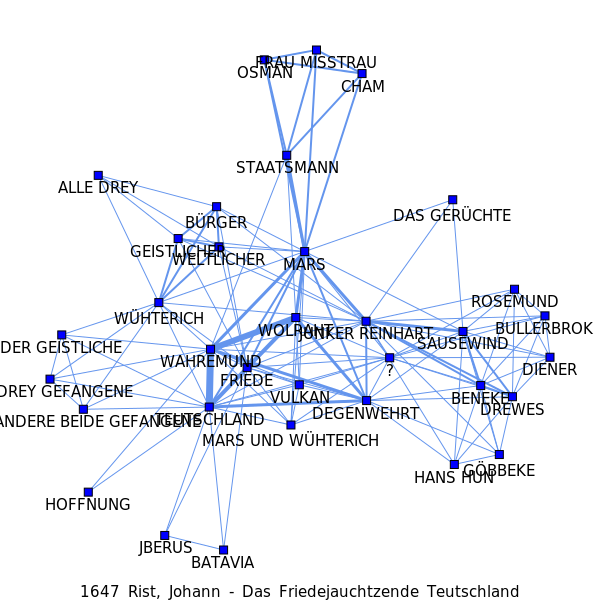 FRAU MISSTRAU
OSMAN
CHAM
STAATSMANN
ALLE DREY
DAS GERÜCHTE
BÜRGER
GEISTLICHER
WELTLICHER
MARS
ROSEMUND
WÜHTERICH
BULLERBROK
WOLRAHT
JUNKER REINHART
SAUSEWIND
DER GEISTLICHE
WAHREMUND
DIENER
?
FRIEDE
DREY GEFANGENE
VULKAN
BENEKE
DREWES
DEGENWEHRT
ANDERE BEIDE GEFANGENE
TEUTSCHLAND
MARS UND WÜHTERICH
GÖBBEKE
HANS HUN
HOFFNUNG
JBERUS
BATAVIA
1647 Rist, Johann - Das Friedejauchtzende Teutschland